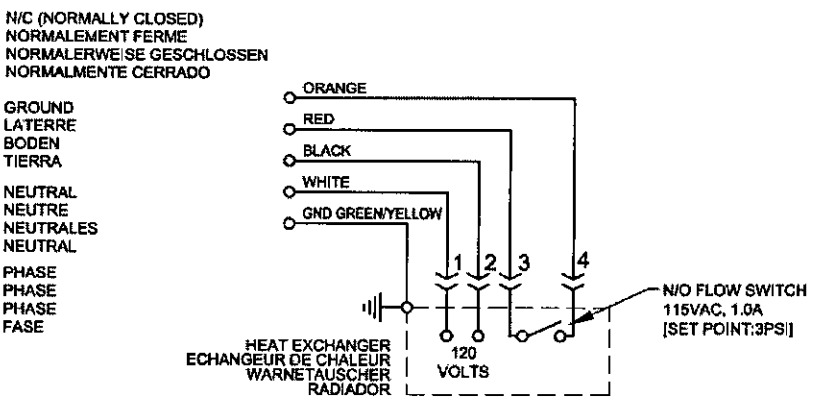 N/C (NORMALLY CLOSED)
NORMALEMENT FERME
NORMALERWEISE GESCHLOSSEN
NORMALMENTE CERRADO
GROUND
LATERRE
BODEN
TIERRA
NEUTRAL
NEUTRE
NEUTRALES
NEUTRAL
PHASE
PHASE
PHASE
FASE
ORANGE
RED
BLACK
WHITE
GND GREEN/YELLOW
1 2 3 4
N/O FLOW SWITCH
115VAC, 1.0A
[SET POINT:3PSI]
HEAT EXCHANGER
ECHANGEUR DE CHALEUR
WARNETAUSCHER
RADIADOR
120
VOLTS